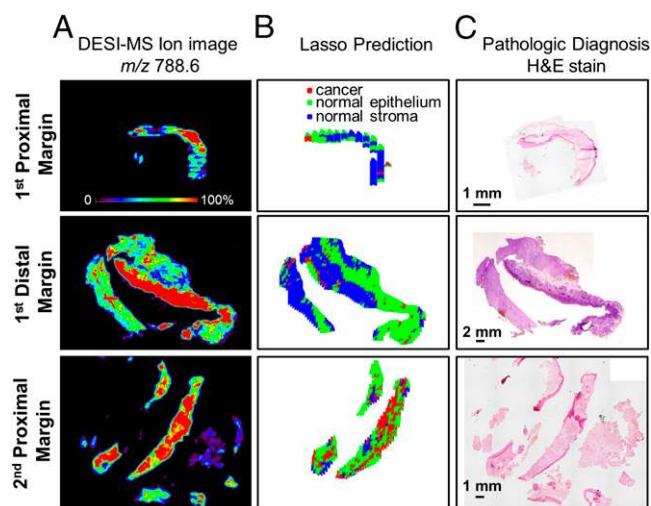 A
DESI-MS Ion image
m/z 788.6
B
Lasso Prediction
C
Pathologic Diagnosis
H&E stain
1st Proximal
Margin
0 100%
cancer
normal epithelium
normal stroma
1 mm
1st Distal
Margin
2 mm
2nd Proximal
Margin
1 mm